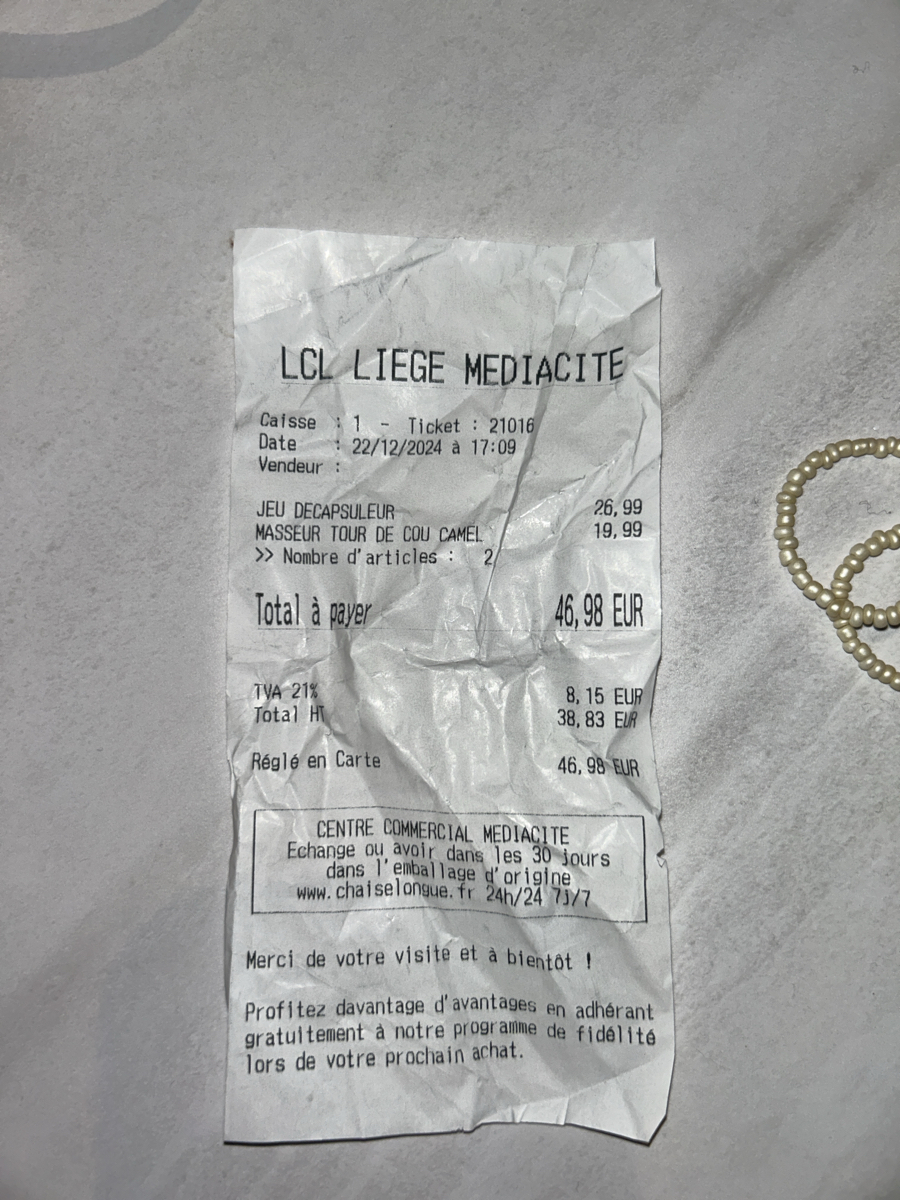 LCL LIEGE MEDIACITE
Caisse : 1 - Ticket : 21016
Date : 22/12/2024 à 17:09
Vendeur :
JEU DECAPSULEUR 26,99
MASSEUR TOUR DE COU CAMEL 19,99
>> Nombre d'articles : 2
Total à payer 46,98 EUR
TVA 21% 8,15 EUR
Total HT 38,83 EUR
Réglé en Carte 46,98 EUR
CENTRE COMMERCIAL MEDIACITE
Echange ou avoir dans les 30 jours
dans l'emballage d'origine
www.chaiselongue.fr 24h/24 7j/7
Merci de votre visite et à bientôt !
Profitez davantage d'avantages en adhérant
gratuitement à notre programme de fidélité
lors de votre prochain achat.